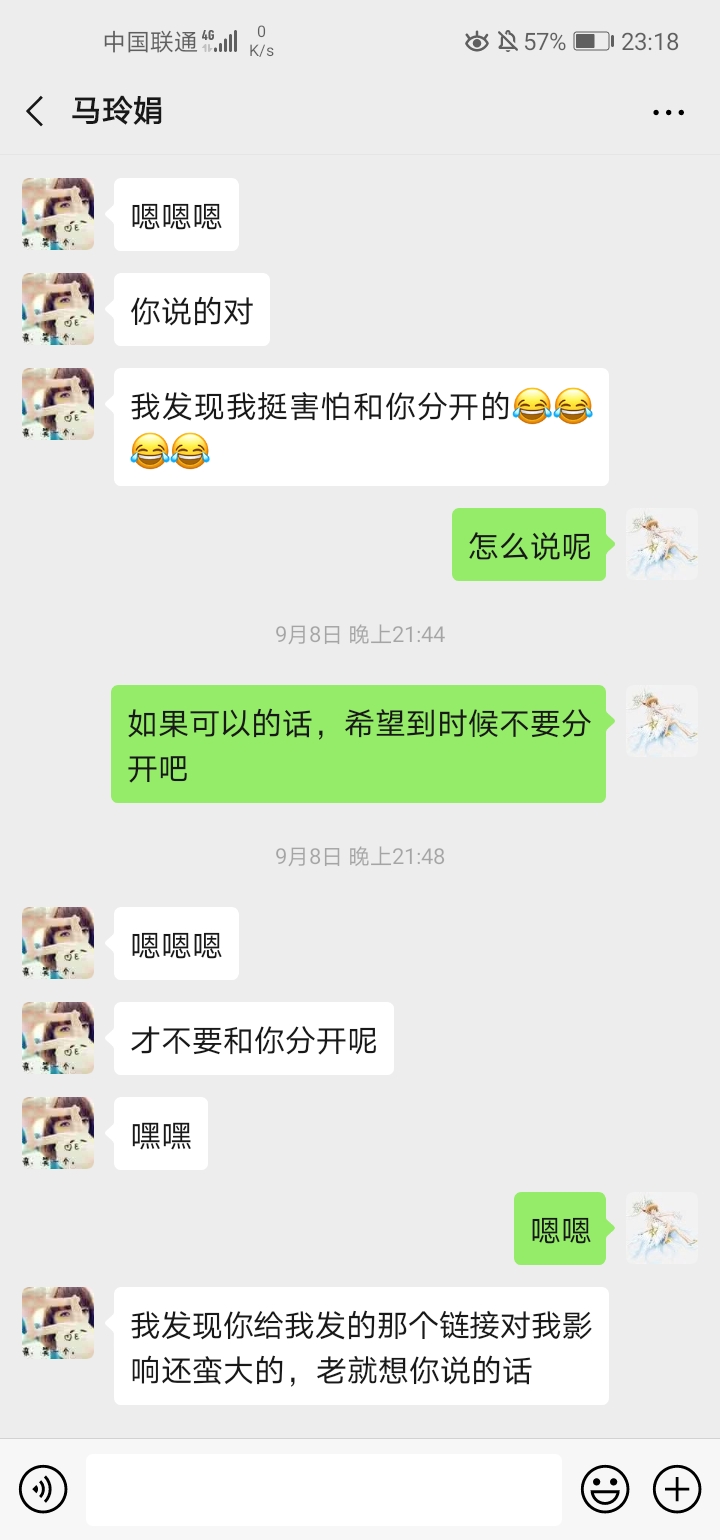 中国联通 4G 0 K/s 57% 23:18
马玲娟
嗯嗯嗯
你说的对
我发现我挺害怕和你分开的😂😂
😂😂
怎么说呢
9月8日 晚上21:44
如果可以的话，希望到时候不要分
开吧
9月8日 晚上21:48
嗯嗯嗯
才不要和你分开呢
嘿嘿
嗯嗯
我发现你给我发的那个链接对我影
响还蛮大的，老就想你说的话